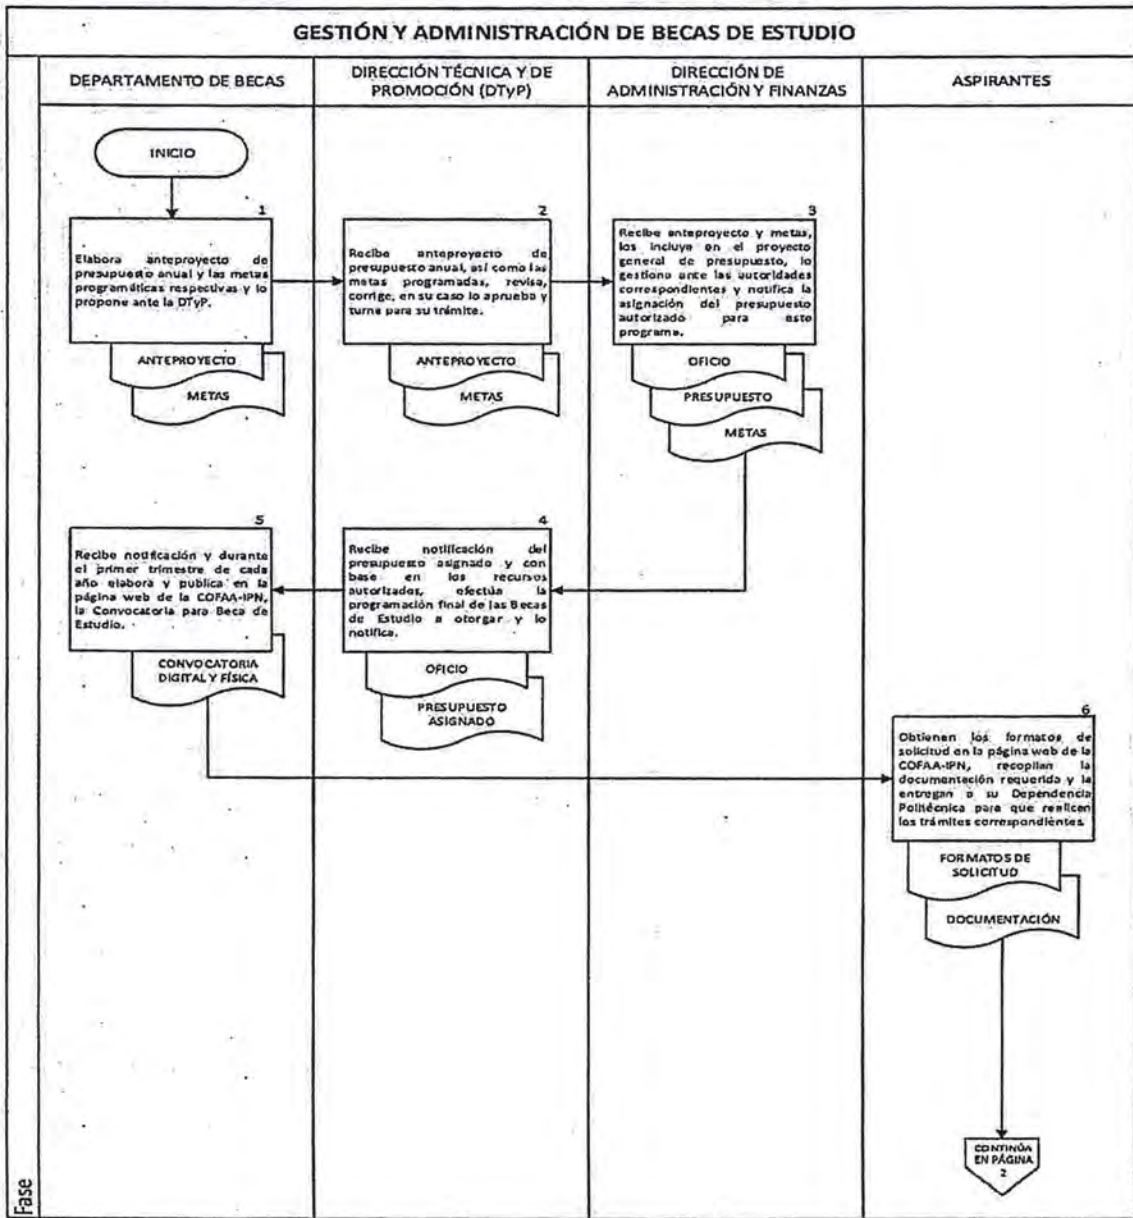 GESTIÓN Y ADMINISTRACIÓN DE BECAS DE ESTUDIO
DEPARTAMENTO DE BECAS
DIRECCIÓN TÉCNICA Y DE
PROMOCIÓN (DTyP)
DIRECCIÓN DE
ADMINISTRACIÓN Y FINANZAS
ASPIRANTES
INICIO
1
Elabora anteproyecto de
presupuesto anual y las metas
programáticas respectivas y lo
propone ante la DTyP.
ANTEPROYECTO
METAS
2
Recibe anteproyecto de
presupuesto anual, así como las
metas programadas, revisa,
corrige, en su caso lo aprueba y
turna para su trámite.
ANTEPROYECTO
METAS
3
Recibe anteproyecto y metas,
los incluye en el proyecto
general de presupuesto, lo
gestiona ante las autoridades
correspondientes y notifica la
asignación del presupuesto
autorizado para este
programa.
OFICIO
PRESUPUESTO
METAS
5
Recibe notificación y durante
el primer trimestre de cada
año elabora y publica en la
página web de la COFAA-IPN,
la Convocatoria para Beca de
Estudio.
CONVOCATORIA
DIGITAL Y FÍSICA
4
Recibe notificación del
presupuesto asignado y con
base en los recursos
autorizados, efectúa la
programación final de las Becas
de Estudio a otorgar y lo
notifica.
OFICIO
PRESUPUESTO
ASIGNADO
6
Obtienen los formatos de
solicitud en la página web de la
COFAA-IPN, recopilan la
documentación requerida y la
entregan a su Dependencia
Politécnica para que realicen
los trámites correspondientes.
FORMATOS DE
SOLICITUD
DOCUMENTACIÓN
CONTINÚA
EN PÁGINA
2
Fase